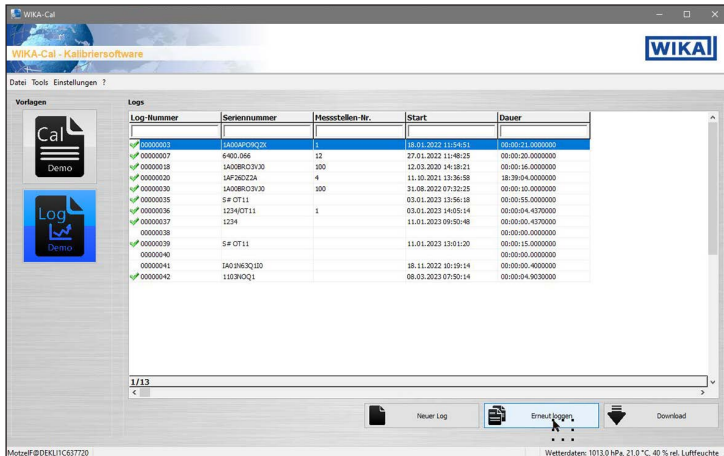 WIKA-Cal
WIKA-Cal - Kalibriersoftware
WIKA
Datei Tools Einstellungen ?
Vorlagen
Logs
Cal
Demo
Log
Demo
Log-Nummer Seriennummer Messstellen-Nr. Start Dauer
00000003 1A00APO9Q2X 1 18.01.2022 11:54:51 00:00:21.0000000
00000007 6400.066 12 27.01.2022 11:48:25 00:00:20.0000000
00000018 1A00BRO3VJ0 100 12.03.2020 14:18:21 00:00:16.0000000
00000020 1AF26DZ2A 4 11.10.2021 13:36:58 18:39:04.0000000
00000030 1A00BRO3VJ0 100 31.08.2022 07:32:25 00:00:10.0000000
00000035 S# OT11 03.01.2023 13:56:18 00:00:55.0000000
00000036 1234/OT11 1 03.01.2023 14:05:14 00:00:04.4370000
00000037 1234 11.01.2023 09:50:48 00:00:00.4370000
00000038 00:00:00.0000000
00000039 S# OT11 11.01.2023 13:01:20 00:00:15.0000000
00000040 00:00:00.0000000
00000041 IA01N63Q1I0 18.11.2022 10:19:14 00:00:00.4000000
00000042 1103NOQ1 08.03.2023 07:50:14 00:00:04.9030000
1/13
Neuer Log Erneut loggen Download
MotzelF@DEKLI1C637720 Wetterdaten: 1013,0 hPa, 21,0 °C, 40 % rel. Luftfeuchte